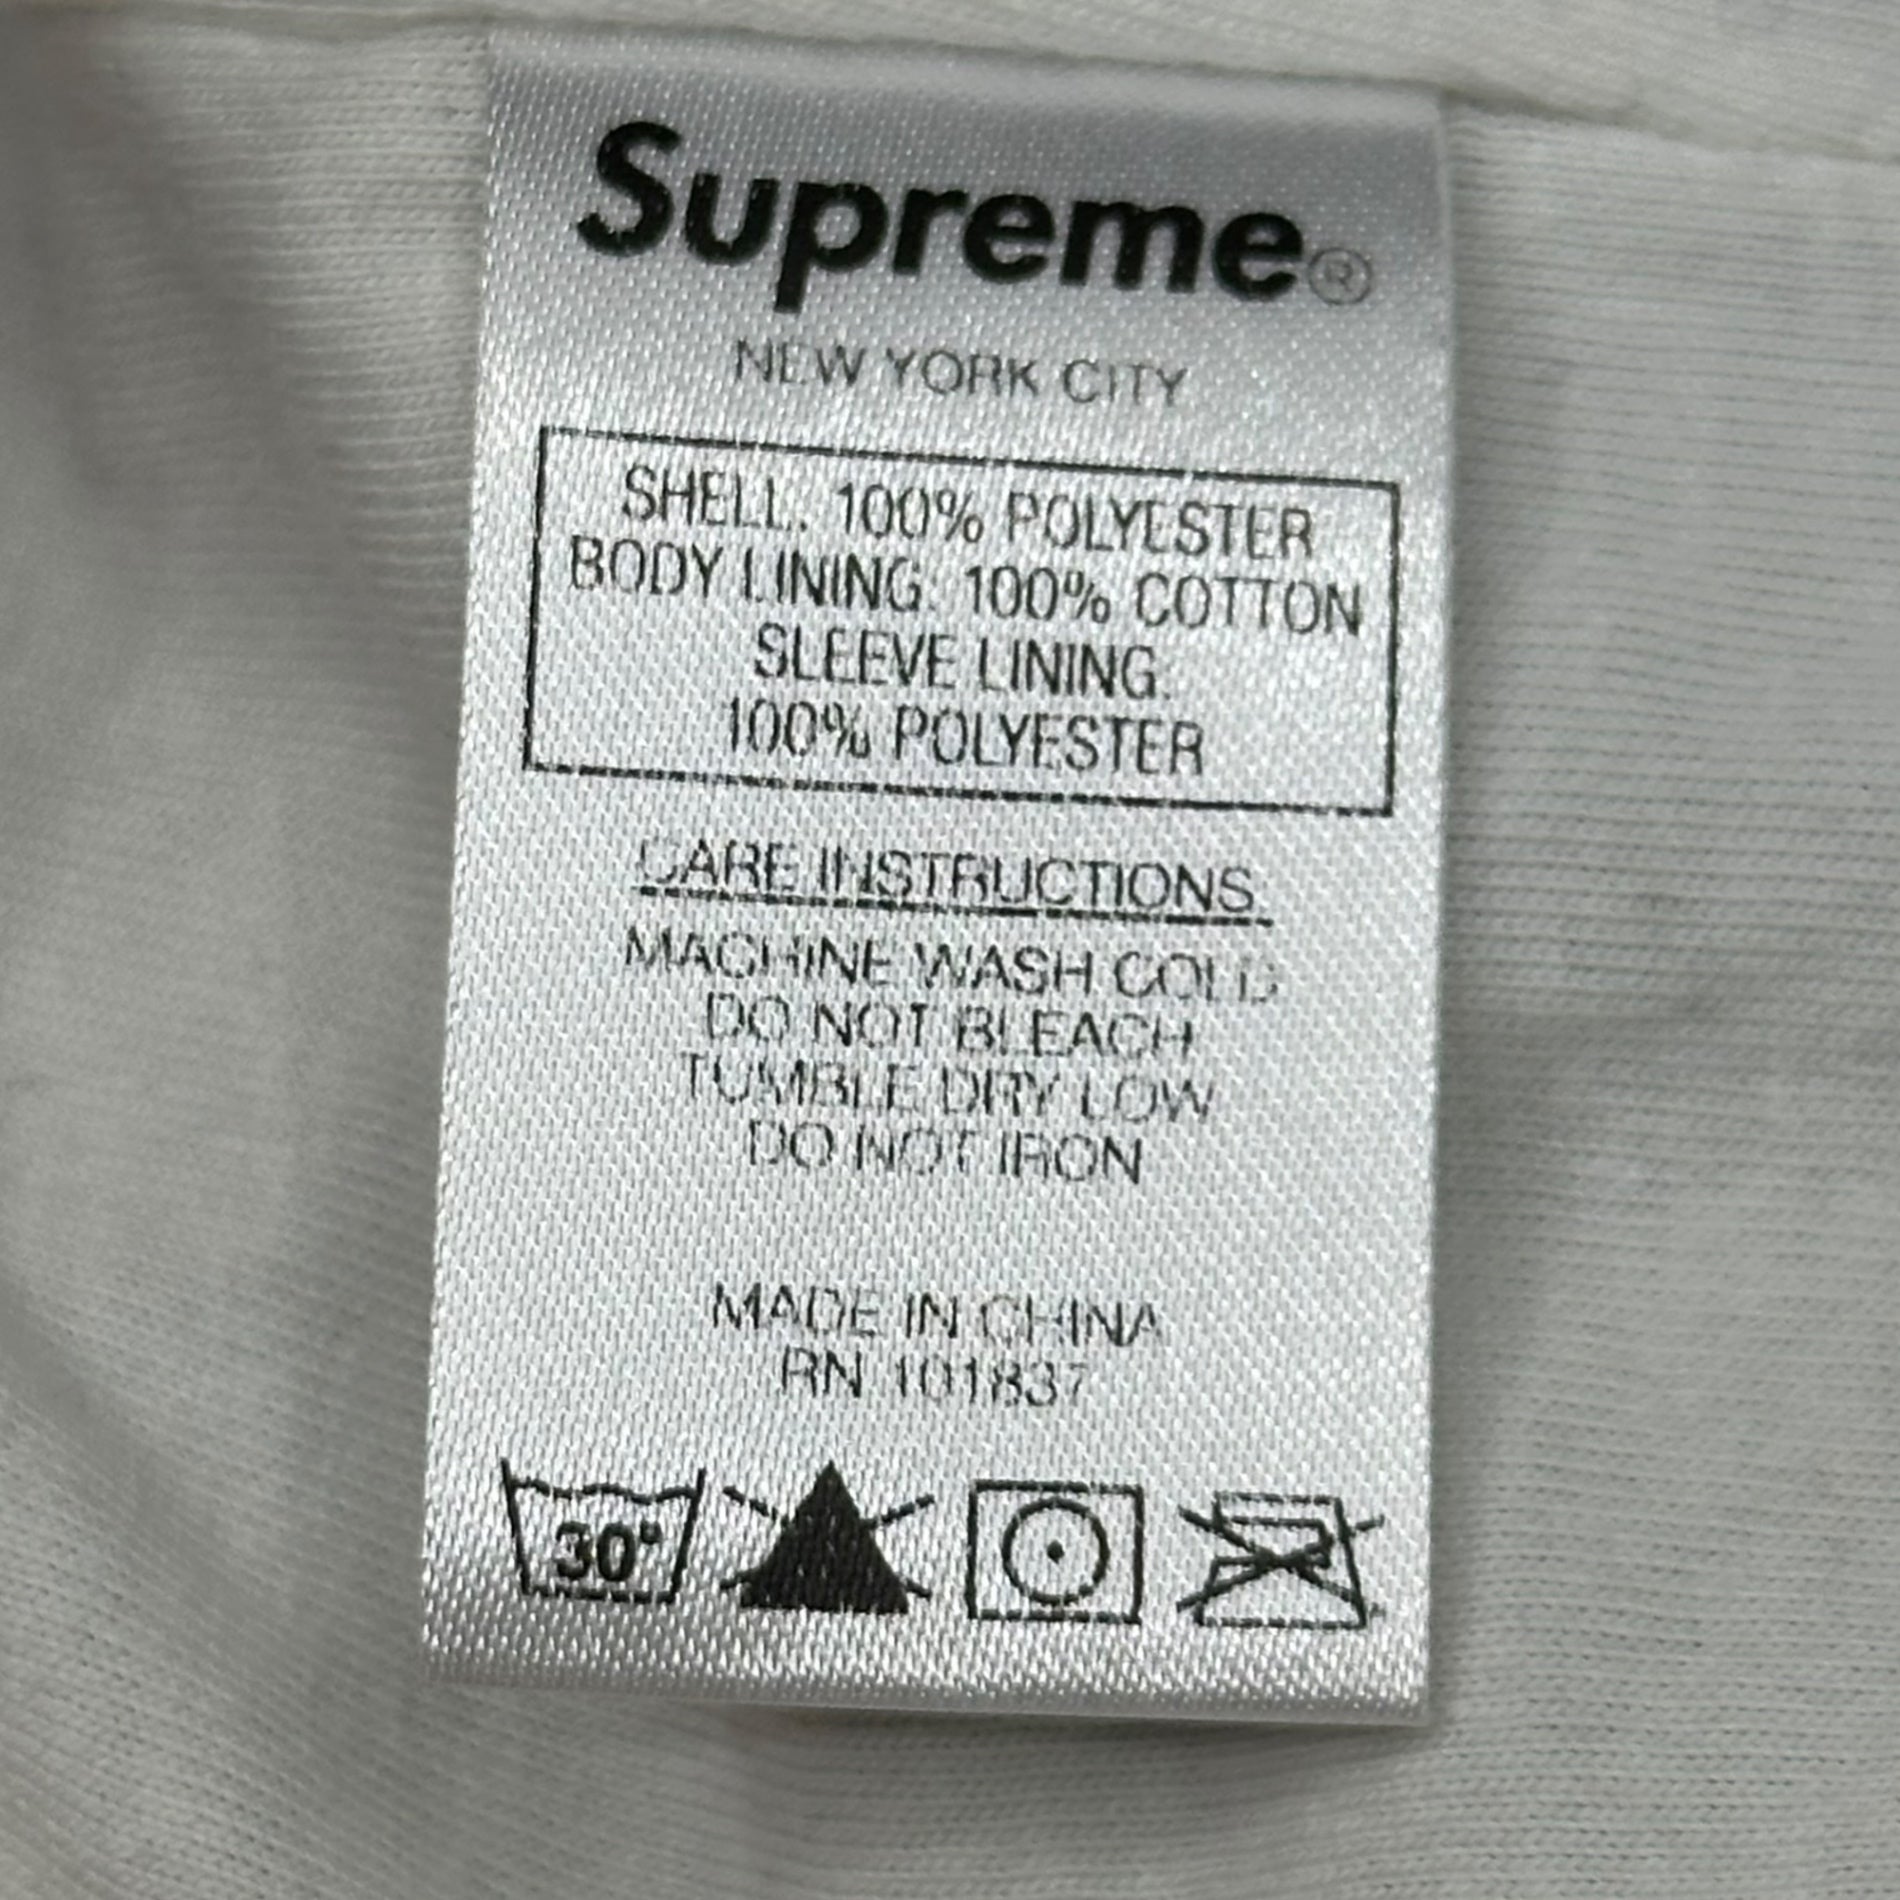 Supreme®
NEW YORK CITY
SHELL: 100% POLYESTER
BODY LINING: 100% COTTON
SLEEVE LINING:
100% POLYESTER
CARE INSTRUCTIONS
MACHINE WASH COLD
DO NOT BLEACH
TUMBLE DRY LOW
DO NOT IRON
MADE IN CHINA
RN 101837
30°